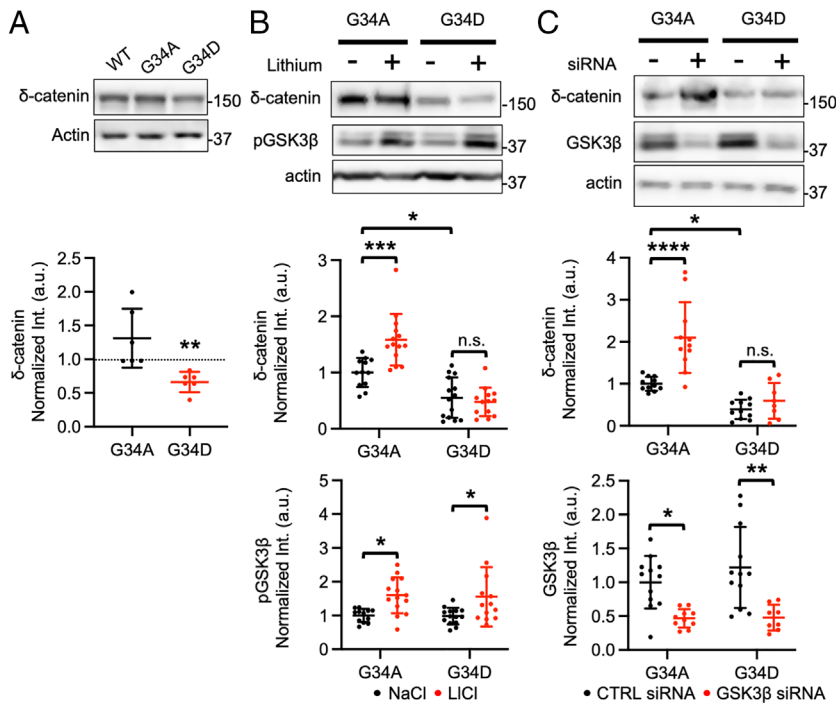 A
WT G34A G34D
δ-catenin -150
Actin -37
δ-catenin
Normalized Int. (a.u.)
2.5
2.0
1.5
1.0
0.5
0.0
**
G34A G34D
B
G34A G34D
Lithium - + - +
δ-catenin -150
pGSK3β -37
actin -37
δ-catenin
Normalized Int. (a.u.)
3
2
1
0
*
***
n.s.
G34A G34D
pGSK3β
Normalized Int. (a.u.)
5
4
3
2
1
0
*
*
G34A G34D
• NaCl • LICl
C
G34A G34D
siRNA - + - +
δ-catenin -150
GSK3β -37
actin -37
δ-catenin
Normalized Int. (a.u.)
4
3
2
1
0
*
****
n.s.
G34A G34D
GSK3β
Normalized Int. (a.u.)
2.5
2.0
1.5
1.0
0.5
0.0
*
**
G34A G34D
• CTRL siRNA • GSK3β siRNA